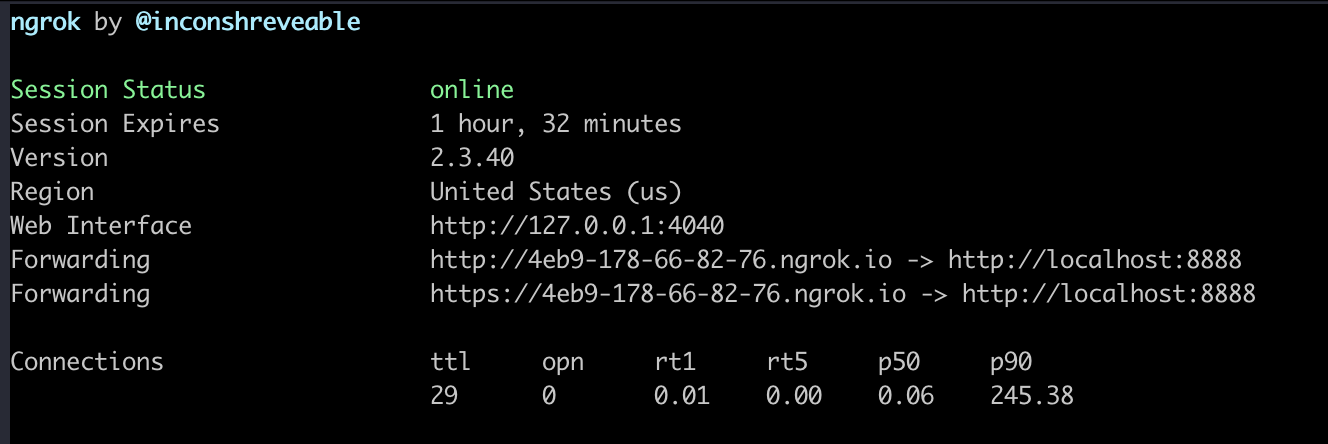 ngrok by @inconshreveable
Session Status online
Session Expires 1 hour, 32 minutes
Version 2.3.40
Region United States (us)
Web Interface http://127.0.0.1:4040
Forwarding http://4eb9-178-66-82-76.ngrok.io -> http://localhost:8888
Forwarding https://4eb9-178-66-82-76.ngrok.io -> http://localhost:8888
Connections ttl opn rt1 rt5 p50 p90
29 0 0.01 0.00 0.06 245.38